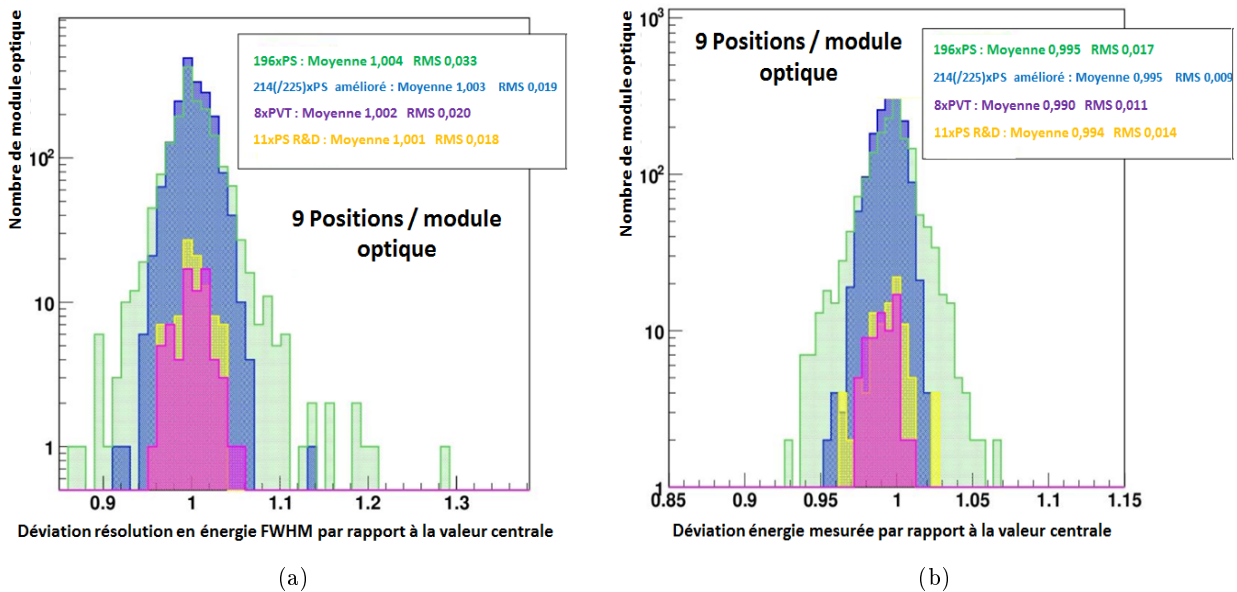 Nombre de module optique
196xPS : Moyenne 1,004 RMS 0,033
214(/225)xPS amélioré : Moyenne 1,003 RMS 0,019
8xPVT : Moyenne 1,002 RMS 0,020
11xPS R&D : Moyenne 1,001 RMS 0,018
9 Positions / module
optique
10²
10
1
0.9 1 1.1 1.2 1.3
Déviation résolution en énergie FWHM par rapport à la valeur centrale
(a)
Nombre de module optique
9 Positions / module
optique
196xPS : Moyenne 0,995 RMS 0,017
214(/225)xPS amélioré : Moyenne 0,995 RMS 0,009
8xPVT : Moyenne 0,990 RMS 0,011
11xPS R&D : Moyenne 0,994 RMS 0,014
10³
10²
10
1
0.85 0.9 0.95 1 1.05 1.1 1.15
Déviation énergie mesurée par rapport à la valeur centrale
(b)